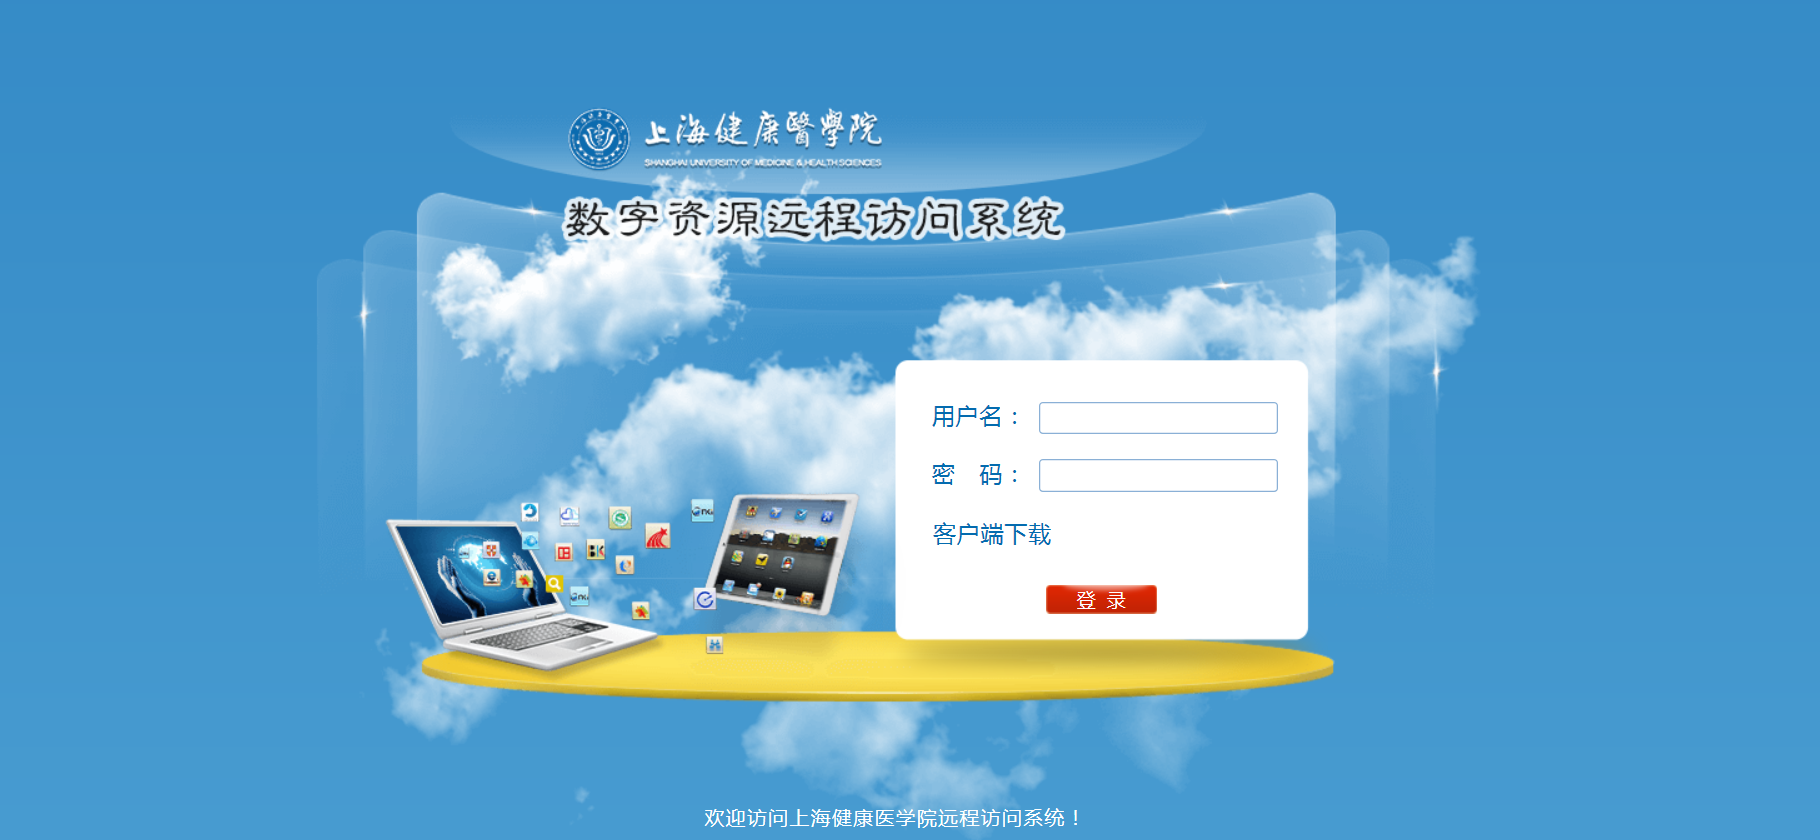 上海健康醫學院
SHANGHAI UNIVERSITY OF MEDICINE & HEALTH SCIENCES
数字资源远程访问系统
用户名：
密 码：
客户端下载
登 录
欢迎访问上海健康医学院远程访问系统！